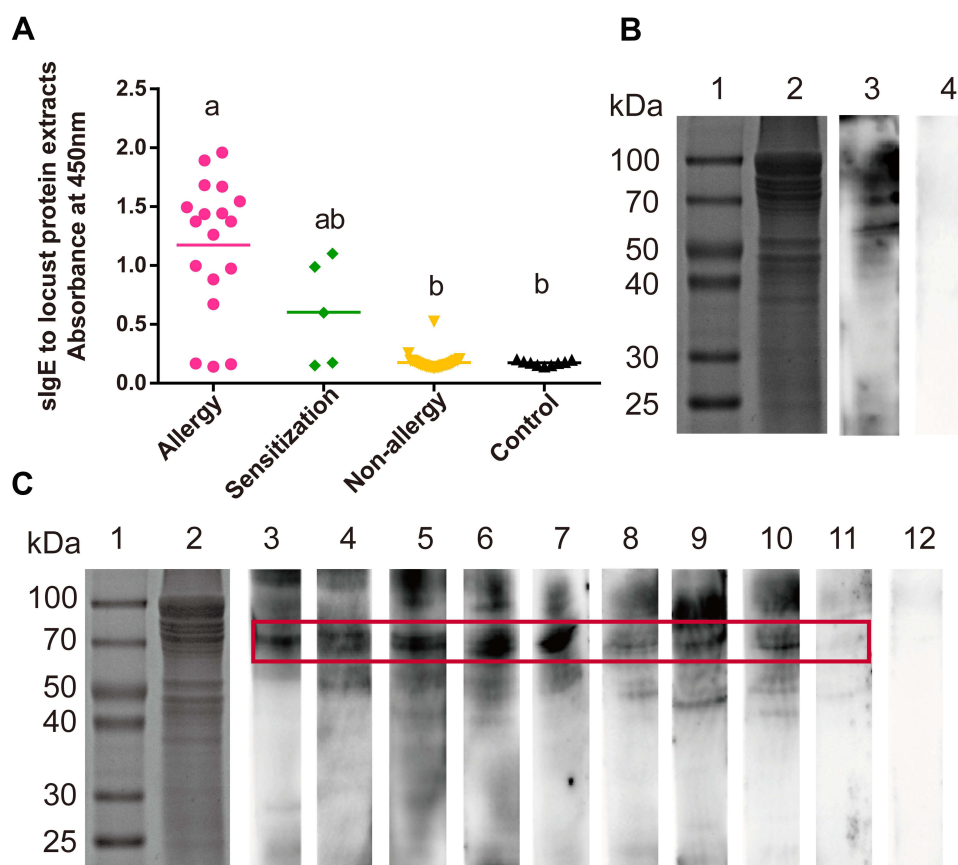 A
sIgE to locust protein extracts
Absorbance at 450nm
2.5
2.0
1.5
1.0
0.5
0.0
a
ab
b
b
Allergy
Sensitization
Non-allergy
Control
B
kDa 1 2 3 4
100
70
50
40
30
25
C
kDa 1 2 3 4 5 6 7 8 9 10 11 12
100
70
50
40
30
25